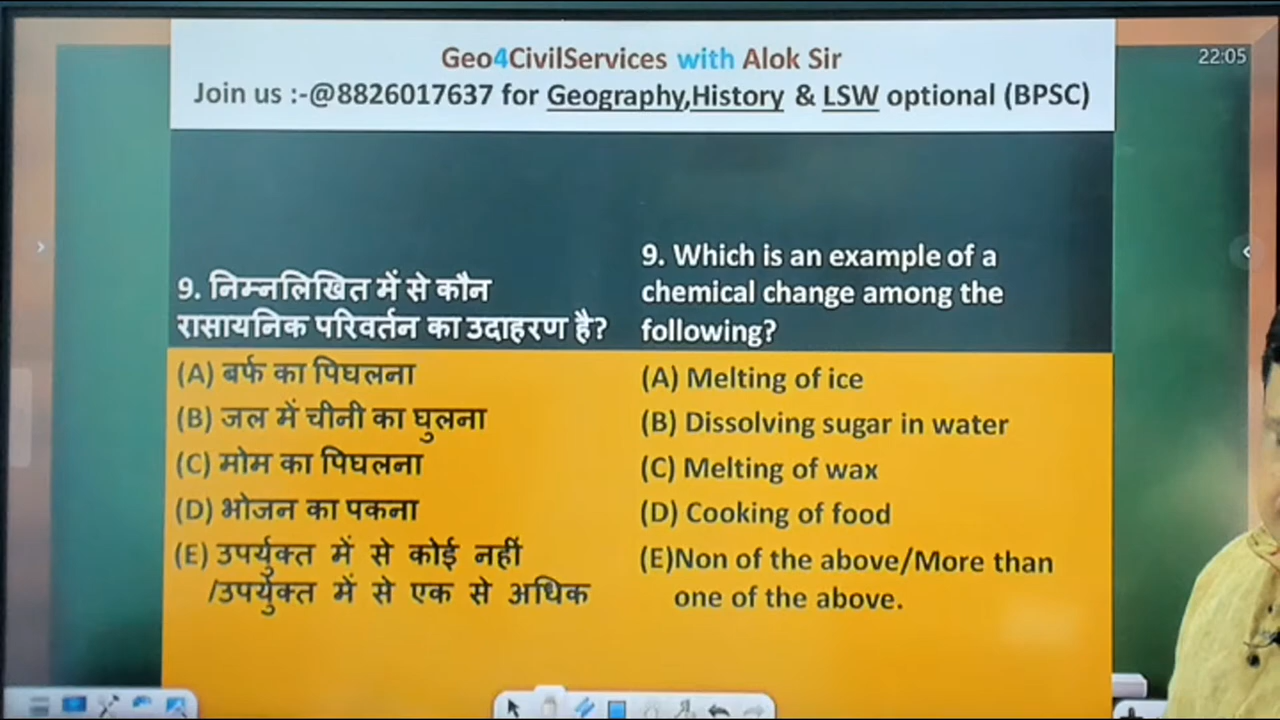 Geo4CivilServices with Alok Sir
Join us :-@8826017637 for Geography,History & LSW optional (BPSC)
22:05
9. निम्नलिखित में से कौन
रासायनिक परिवर्तन का उदाहरण है?
(A) बर्फ का पिघलना
(B) जल में चीनी का घुलना
(C) मोम का पिघलना
(D) भोजन का पकना
(E) उपर्युक्त में से कोई नहीं
/उपर्युक्त में से एक से अधिक
9. Which is an example of a
chemical change among the
following?
(A) Melting of ice
(B) Dissolving sugar in water
(C) Melting of wax
(D) Cooking of food
(E)Non of the above/More than
one of the above.